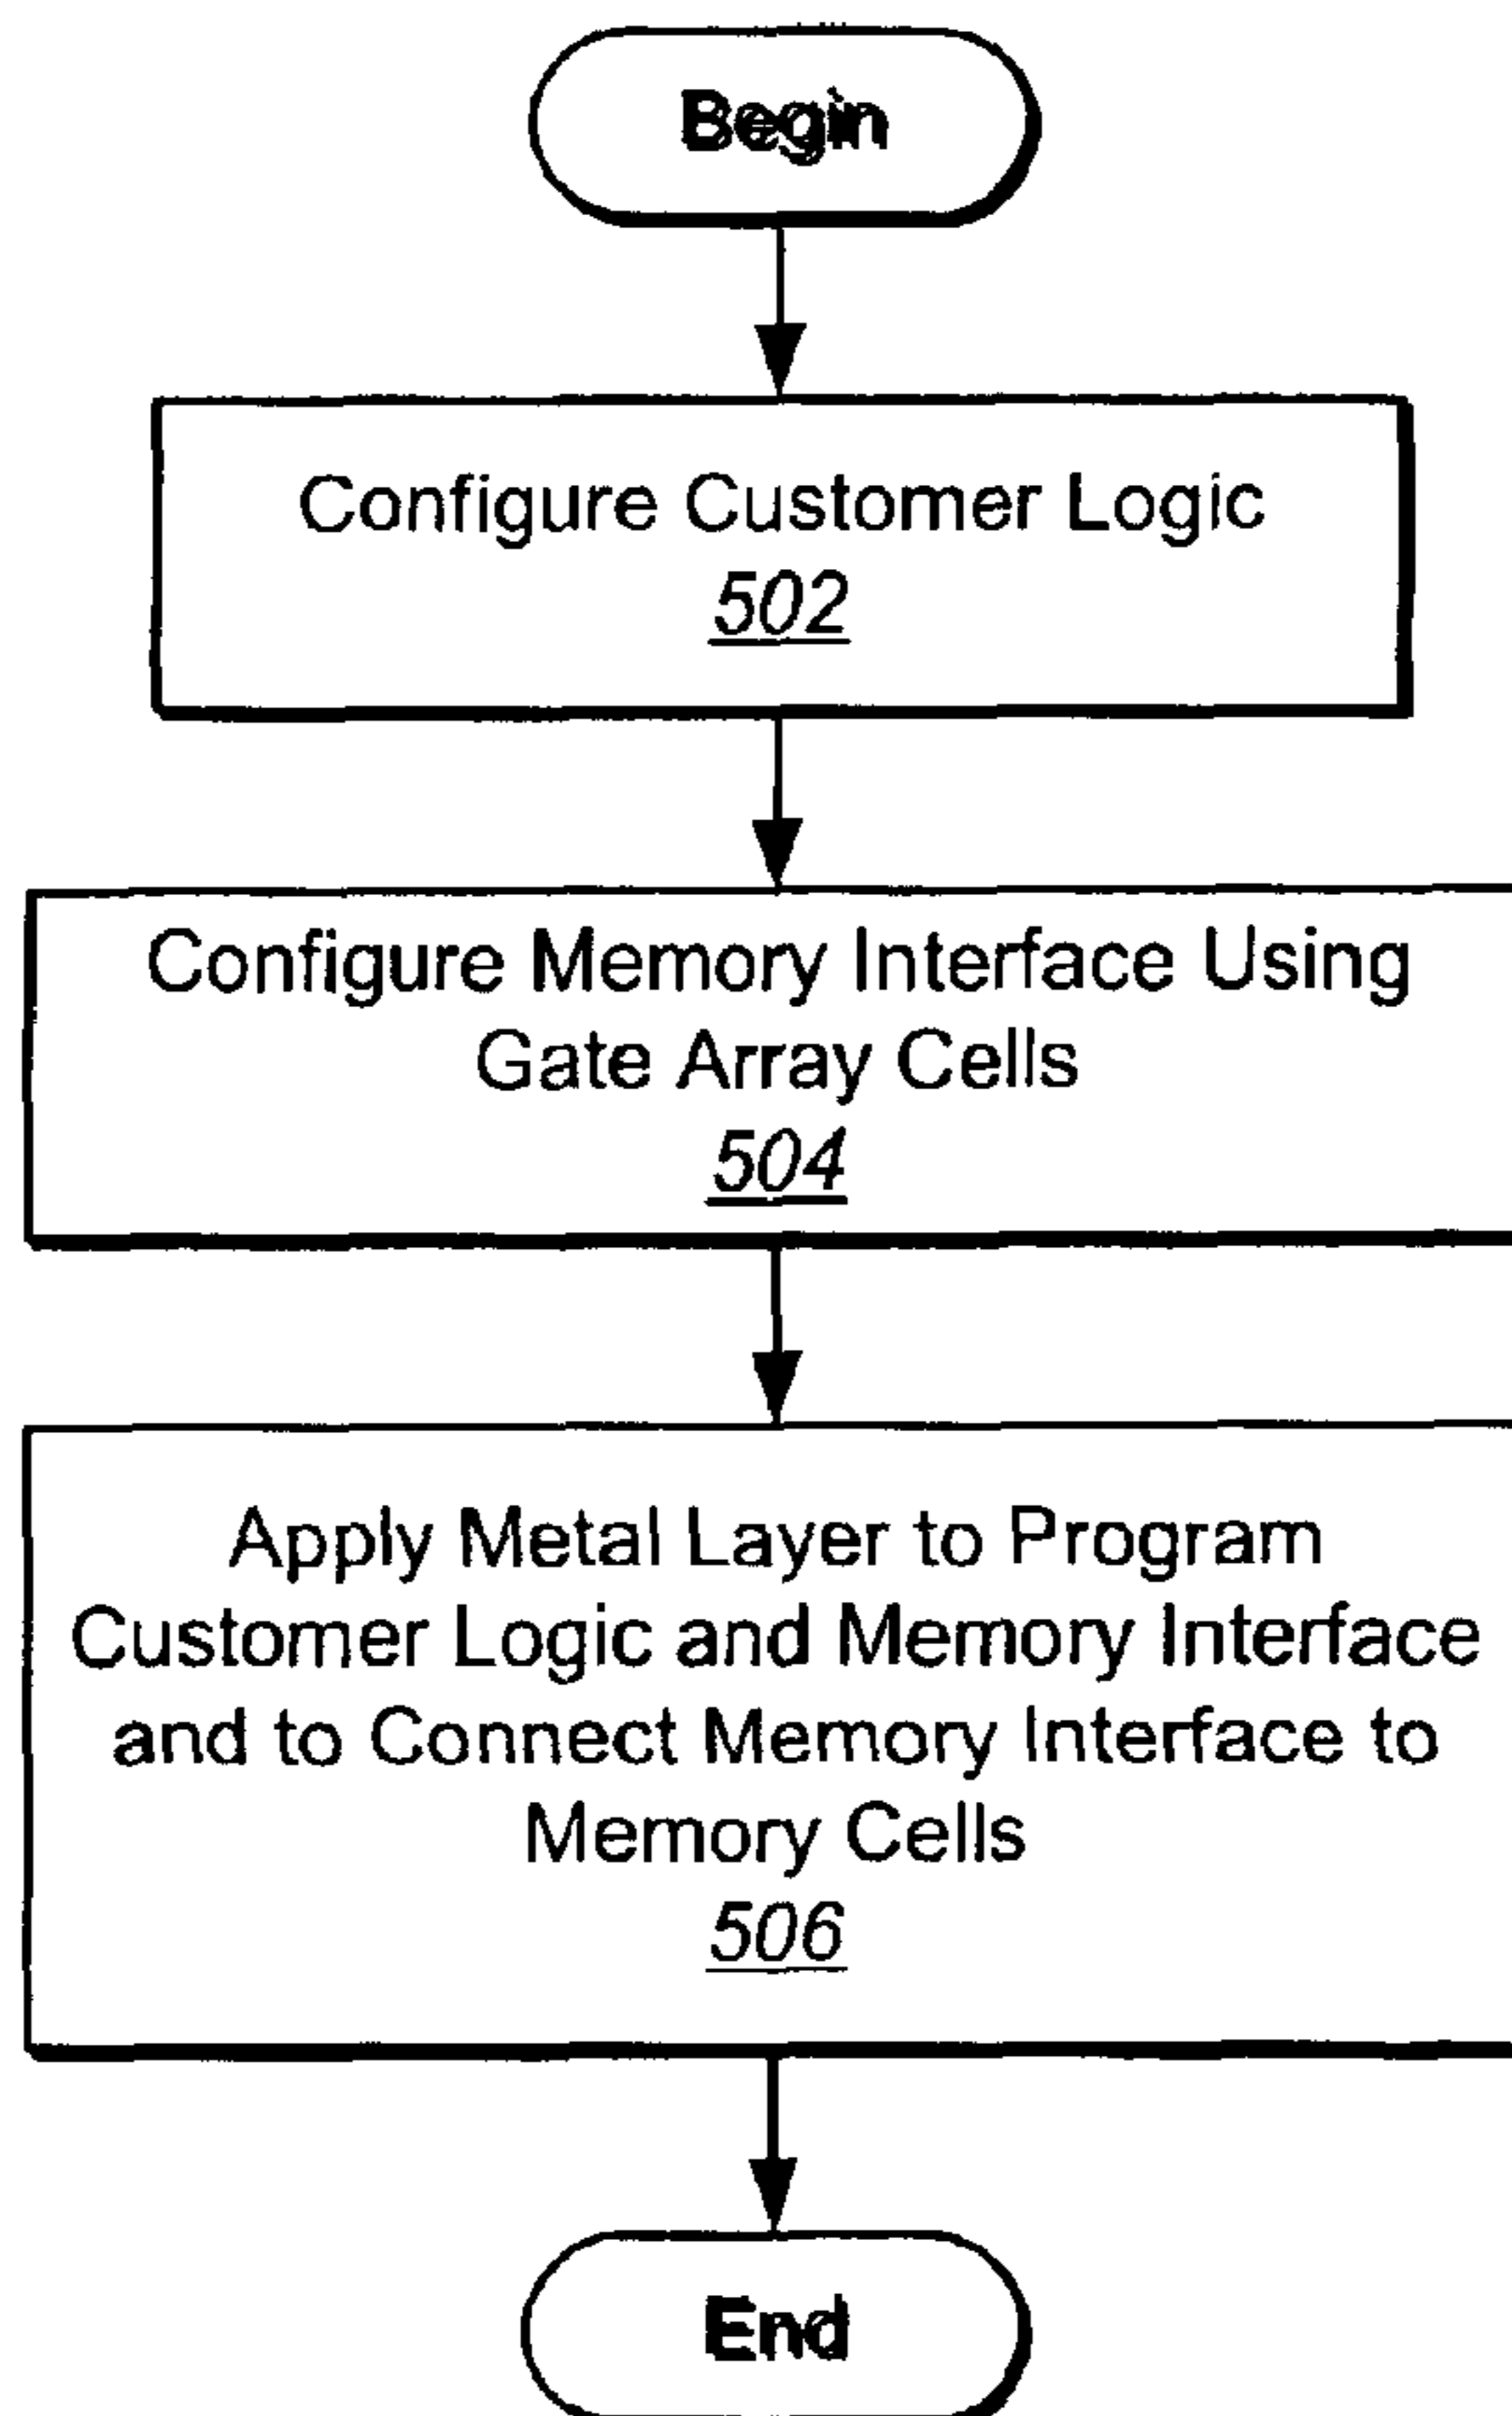 Begin
Configure Customer Logic
502
Configure Memory Interface Using
Gate Array Cells
504
Apply Metal Layer to Program
Customer Logic and Memory Interface
and to Connect Memory Interface to
Memory Cells
506
End